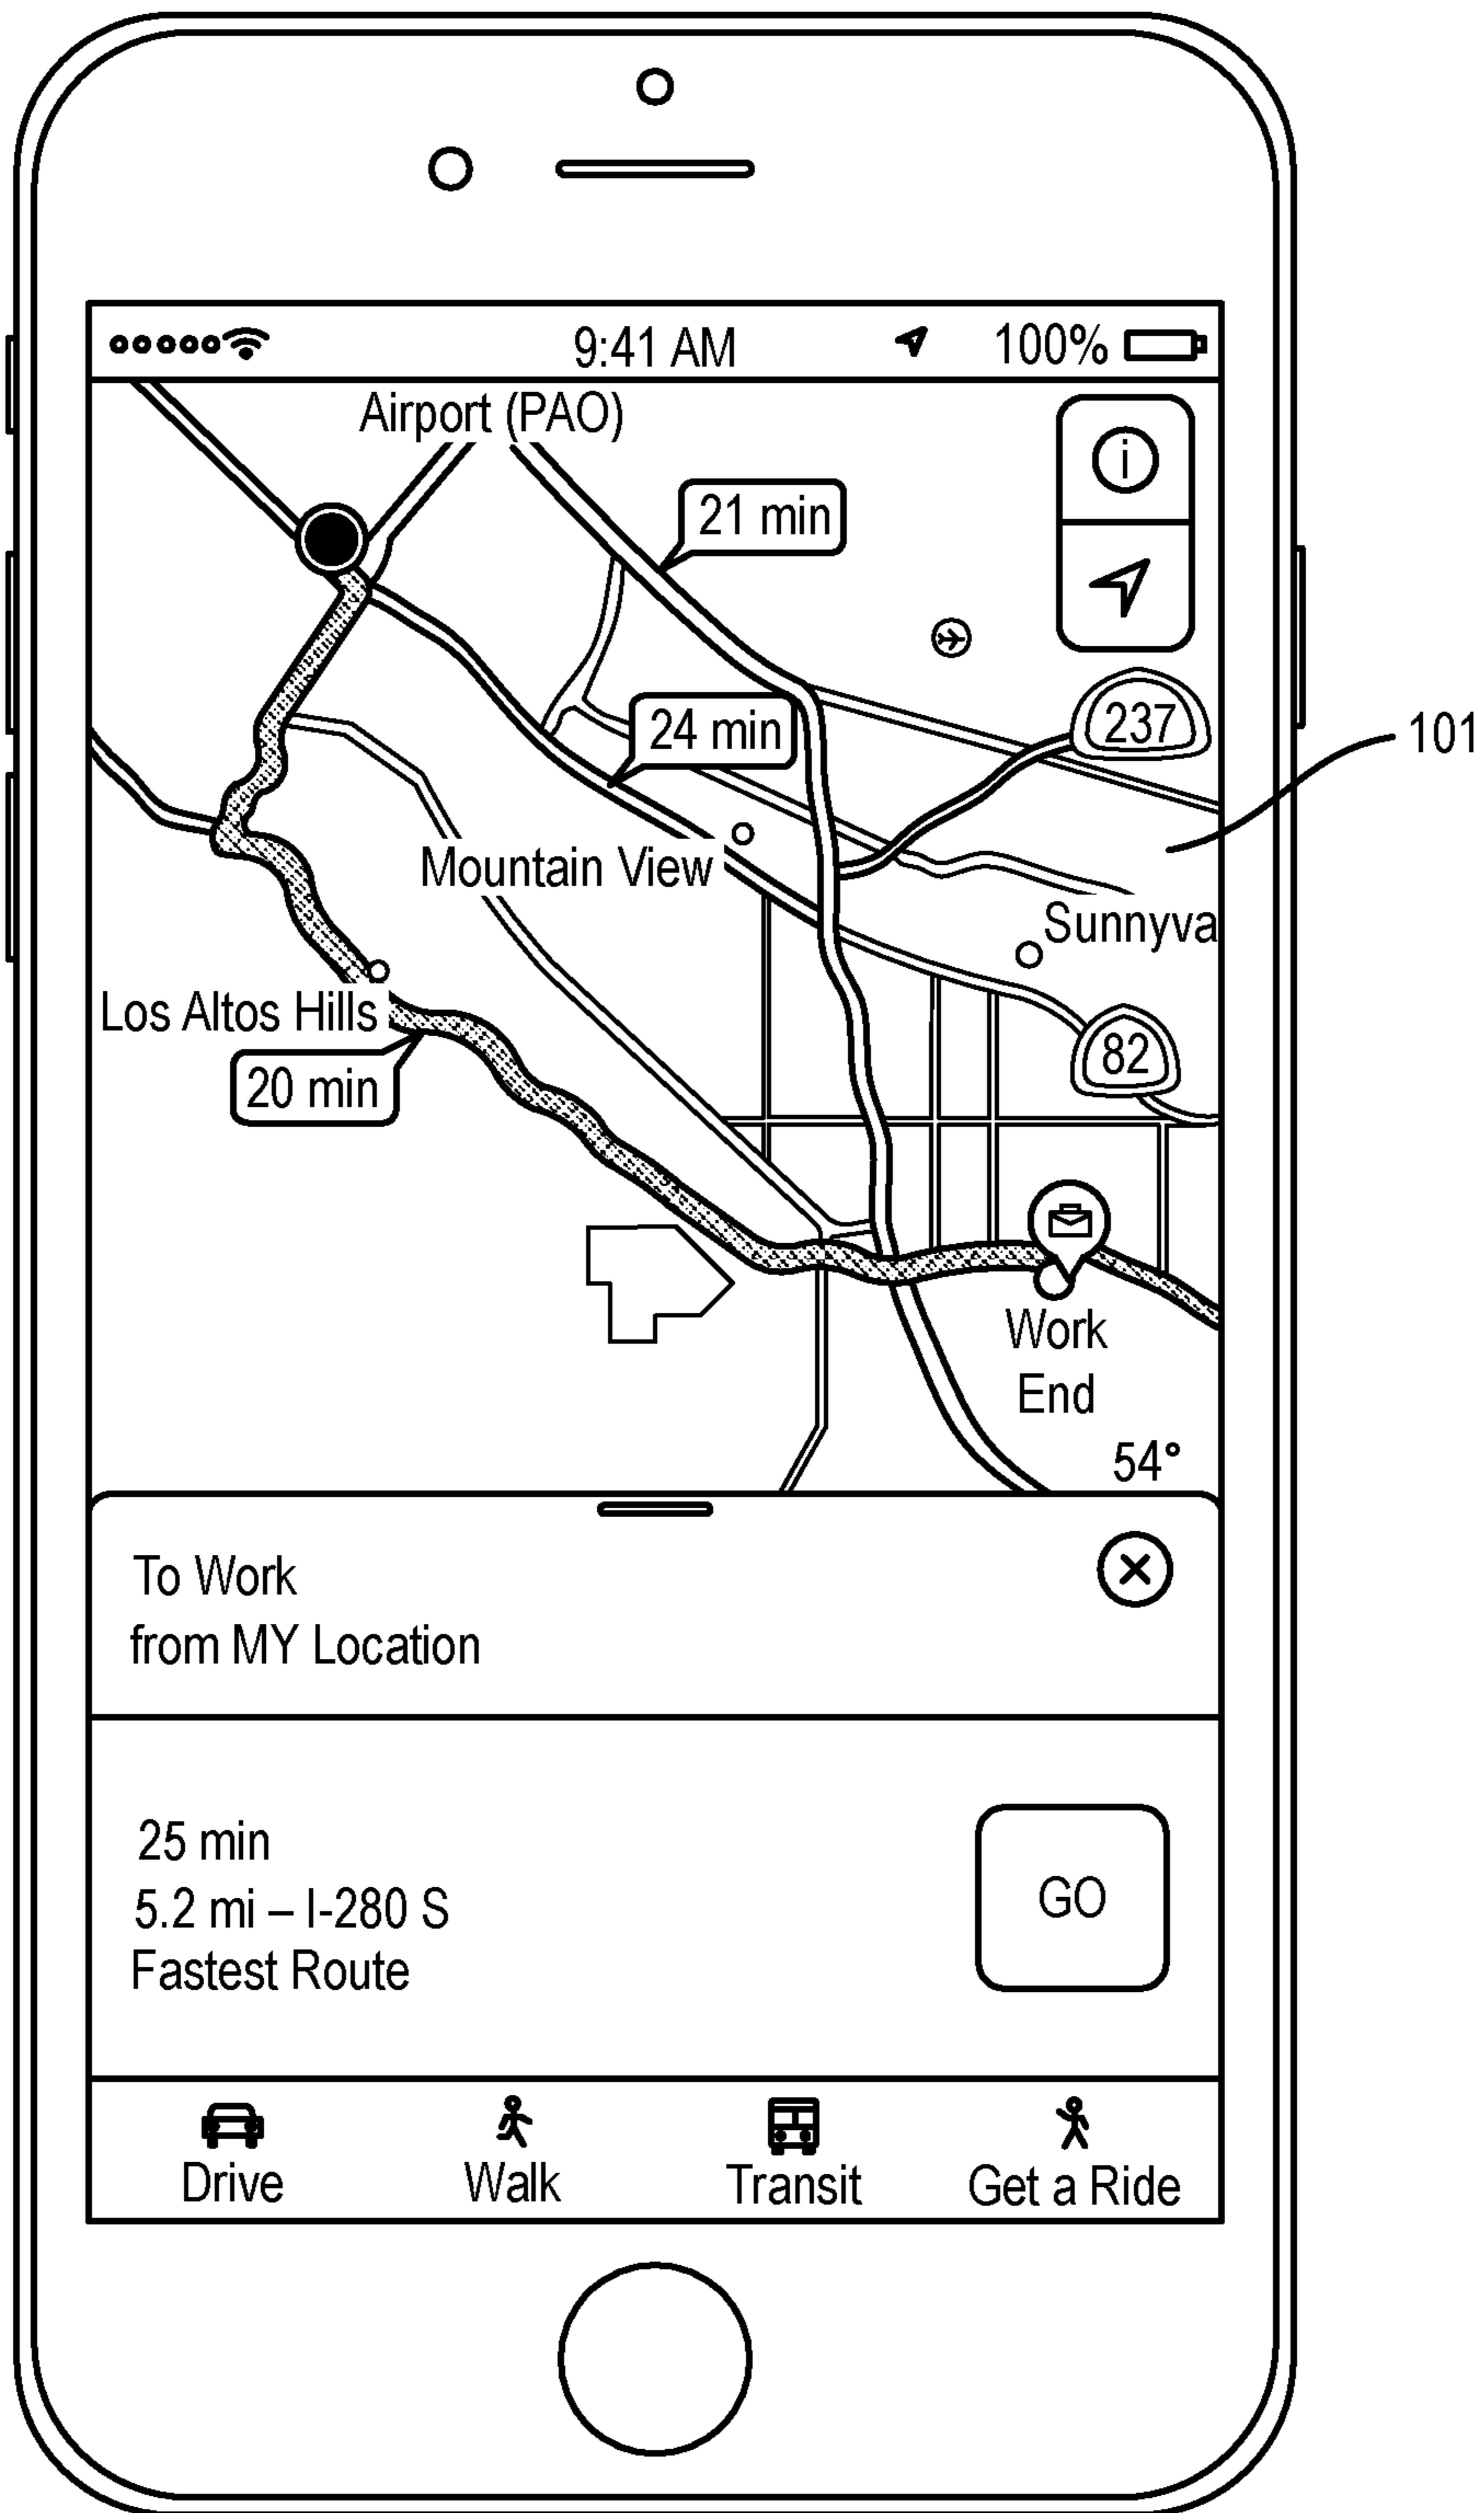 9:41 AM
100%
Airport (PAO)
i
21 min
24 min
237
101
Mountain View
Sunnyva
Los Altos Hills
82
20 min
Work
End
54°
To Work
from MY Location
25 min
5.2 mi – I-280 S
Fastest Route
GO
Drive
Walk
Transit
Get a Ride